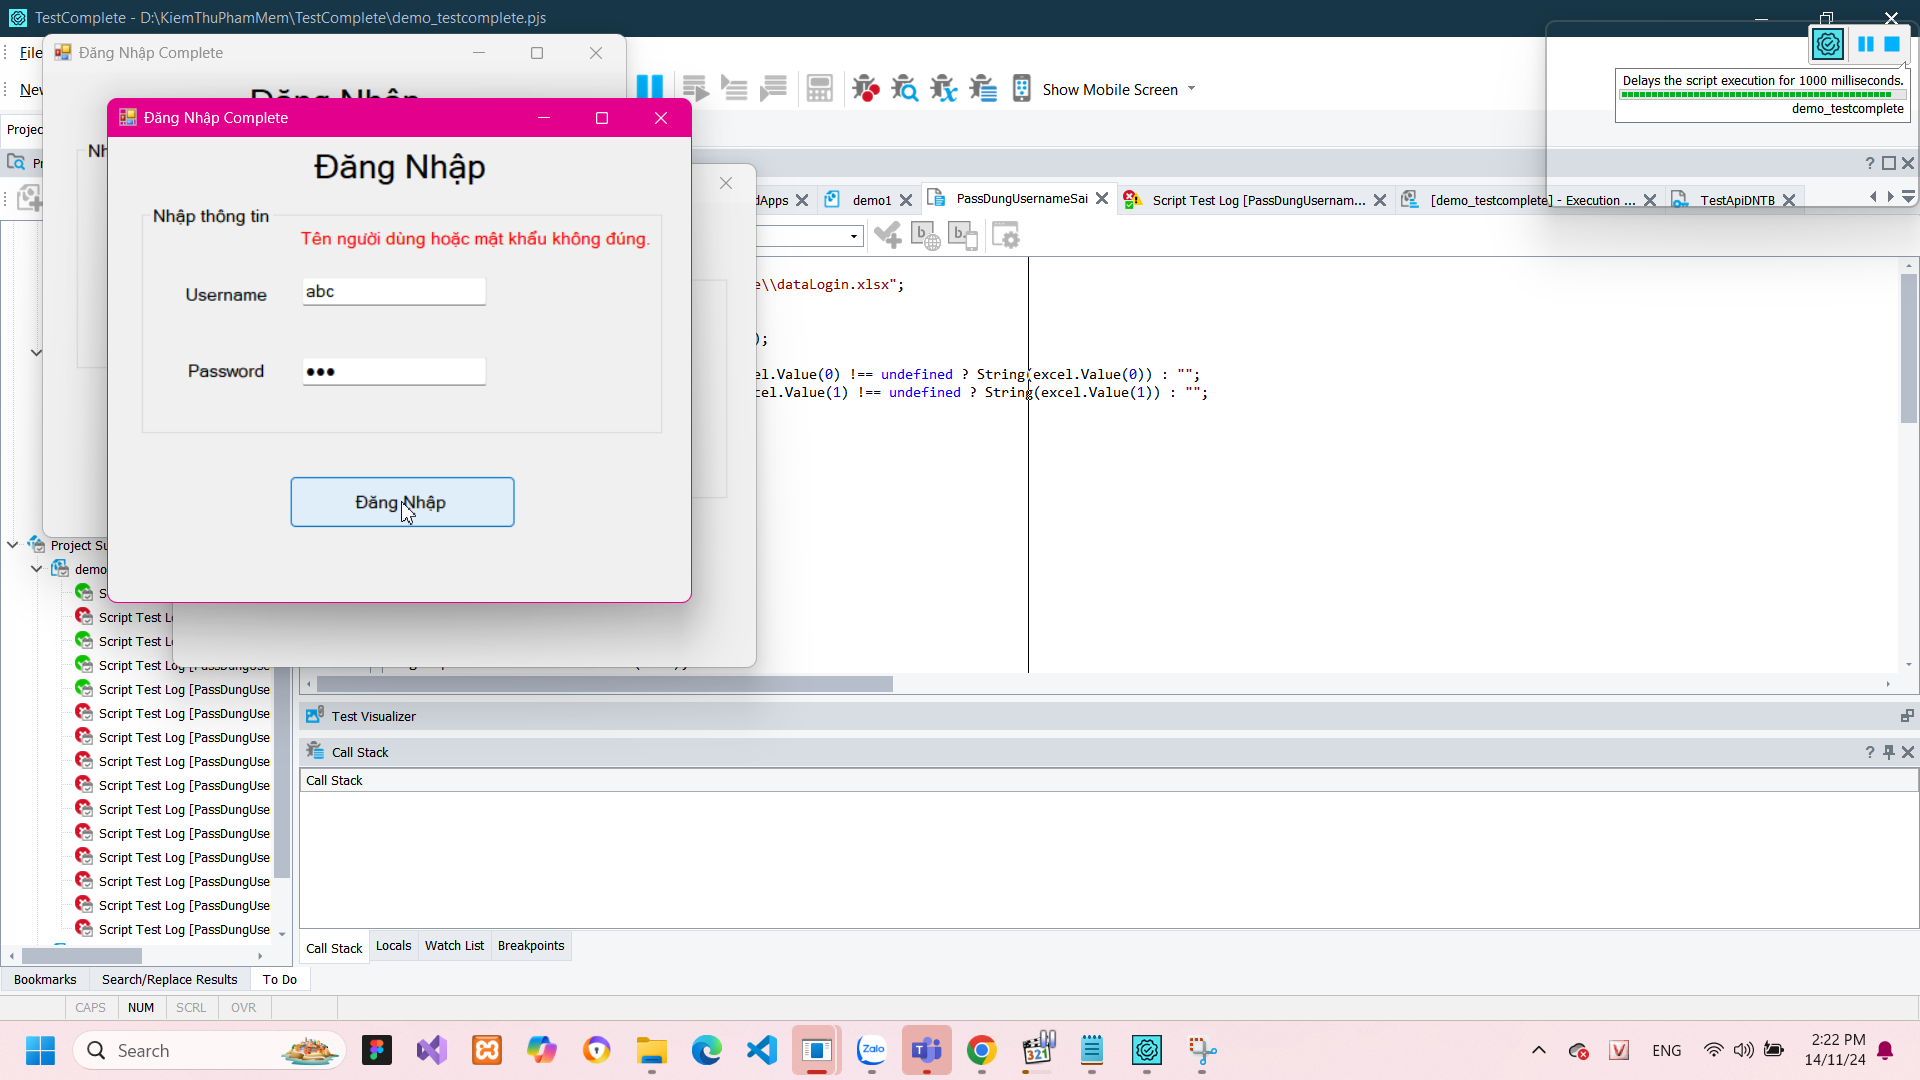 TestComplete - D:\KiemThuPhamMem\TestComplete\demo_testcomplete.pjs
File
Đăng Nhập Complete
Đăng Nhập
Show Mobile Screen
Delays the script execution for 1000 milliseconds.
demo_testcomplete
Đăng Nhập Complete
Đăng Nhập
Nhập thông tin
Tên người dùng hoặc mật khẩu không đúng.
Username
abc
Password
•••
Đăng Nhập
dApps
demo1
PassDungUsernameSai
Script Test Log [PassDungUsernam...
[demo_testcomplete] - Execution ...
TestApiDNTB
e\\dataLogin.xlsx";
);
el.Value(0) !== undefined ? String(excel.Value(0)) : "";
cel.Value(1) !== undefined ? String(excel.Value(1)) : "";
Project Su
demo
S
Script Test L
Script Test L
Script Test Log [PassDungUse
Script Test Log [PassDungUse
Script Test Log [PassDungUse
Script Test Log [PassDungUse
Script Test Log [PassDungUse
Script Test Log [PassDungUse
Script Test Log [PassDungUse
Script Test Log [PassDungUse
Script Test Log [PassDungUse
Script Test Log [PassDungUse
Script Test Log [PassDungUse
Script Test Log [PassDungUse
Test Visualizer
Call Stack
Call Stack
Call Stack Locals Watch List Breakpoints
Bookmarks Search/Replace Results To Do
CAPS NUM SCRL OVR
Search
Zalo
321
ENG
2:22 PM
14/11/24